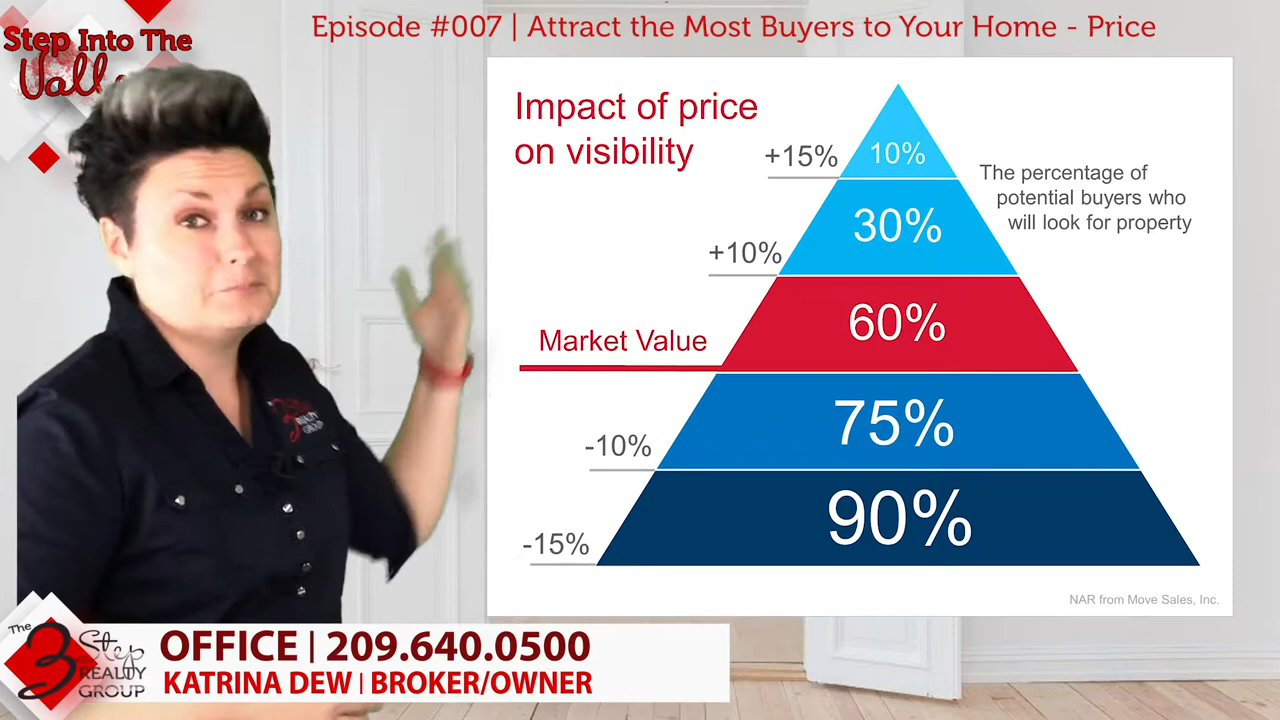 Episode #007 | Attract the Most Buyers to Your Home - Price
Step Into The
Impact of price
on visibility
+15%
10%
The percentage of
potential buyers who
will look for property
30%
+10%
60%
Market Value
75%
-10%
90%
-15%
NAR from Move Sales, Inc.
The
3 Step
REALTY
GROUP
OFFICE | 209.640.0500
KATRINA DEW | BROKER/OWNER